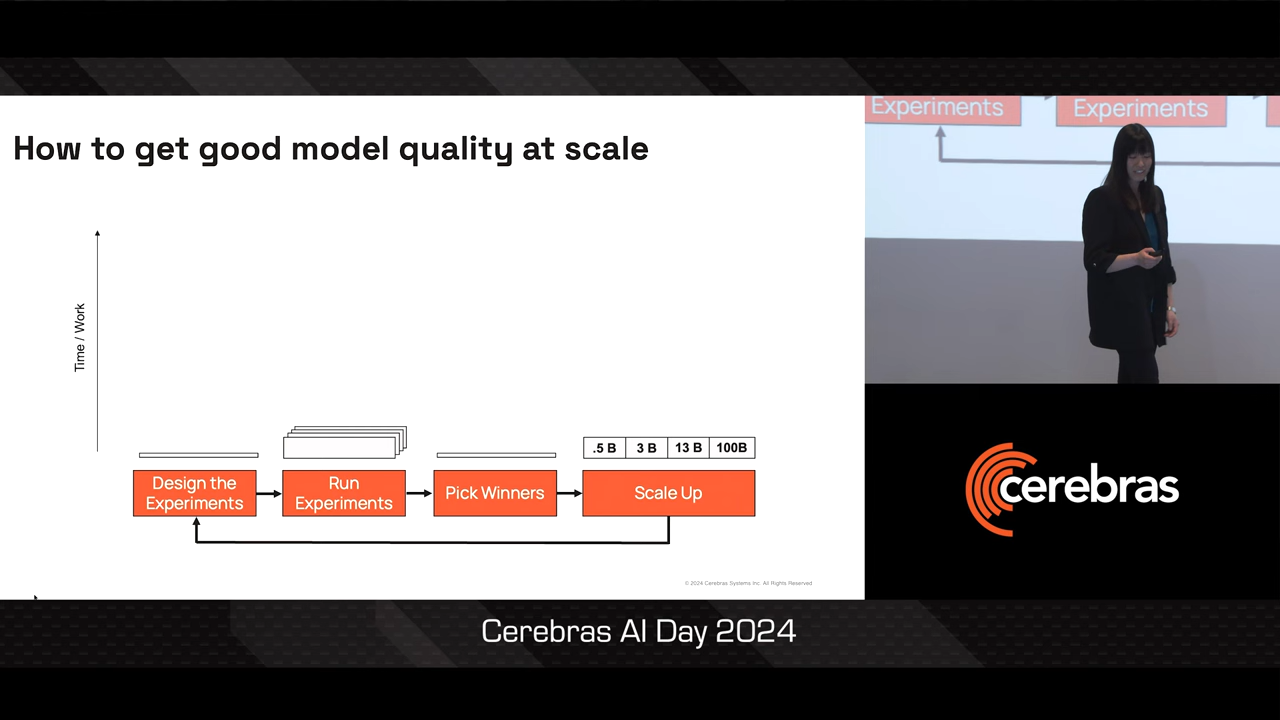 How to get good model quality at scale
Time / Work
.5 B
3 B
13 B
100B
Design the
Experiments
Run
Experiments
Pick Winners
Scale Up
© 2024 Cerebras Systems Inc. All Rights Reserved
Experiments
Experiments
cerebras
Cerebras AI Day 2024